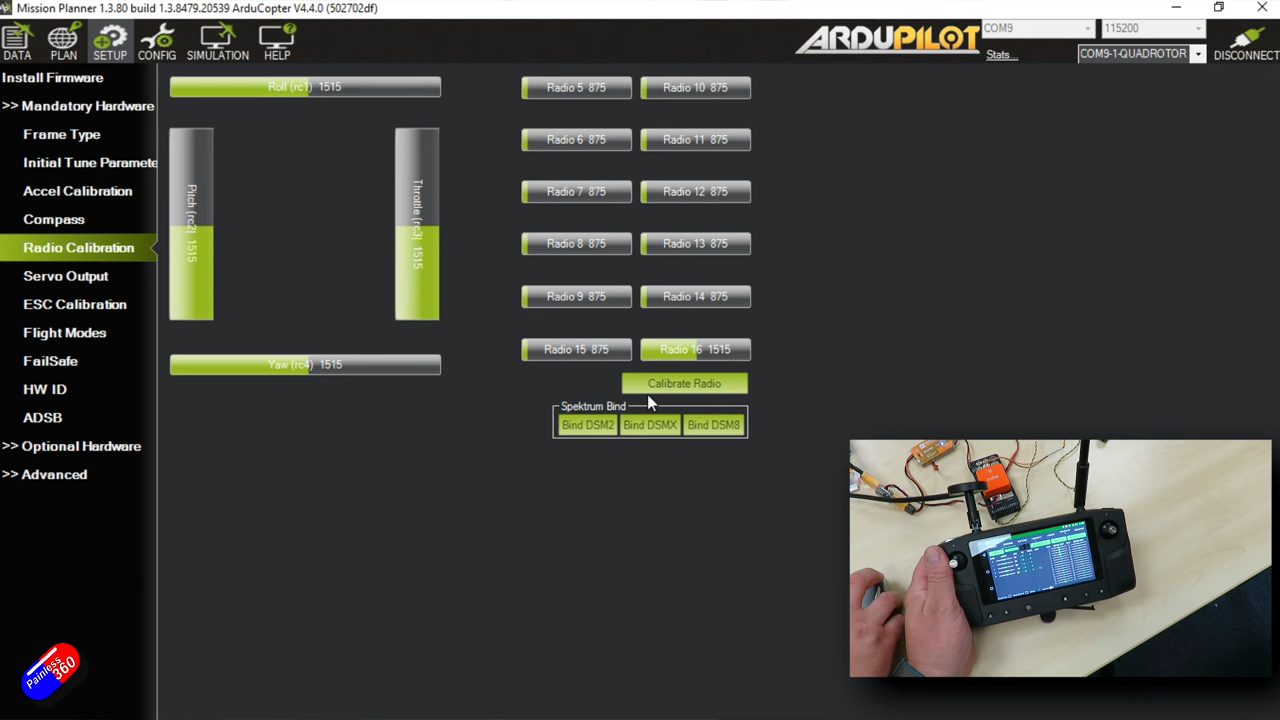 Mission Planner 1.3.80 build 1.3.8479.20539 ArduCopter V4.4.0 (502702df)
DATA PLAN SETUP CONFIG SIMULATION HELP
ARDUPILOT
COM9 115200
Stats...
COM9-1-QUADROTOR
DISCONNECT
Install Firmware
>> Mandatory Hardware
Frame Type
Initial Tune Paramete
Accel Calibration
Compass
Radio Calibration
Servo Output
ESC Calibration
Flight Modes
FailSafe
HW ID
ADSB
>> Optional Hardware
>> Advanced
Roll (rc1) 1515
Pitch (rc2) 1515
Throttle (rc3) 1515
Yaw (rc4) 1515
Radio 5 875 Radio 10 875
Radio 6 875 Radio 11 875
Radio 7 875 Radio 12 875
Radio 8 875 Radio 13 875
Radio 9 875 Radio 14 875
Radio 15 875 Radio 16 1515
Calibrate Radio
Spektrum Bind
Bind DSM2 Bind DSMX Bind DSM8
Painless
360